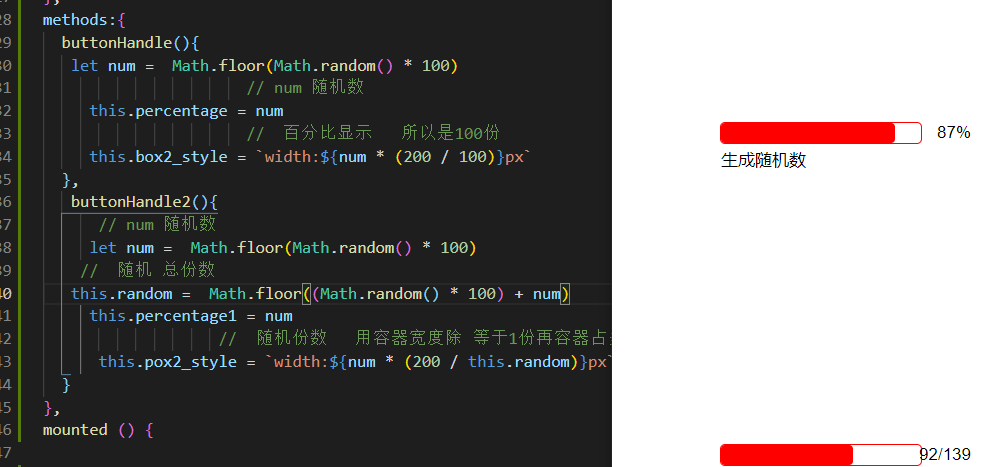 28 methods:{
29 buttonHandle(){
30 let num =  Math.floor(Math.random() * 100)
31 // num 随机数
32 this.percentage = num
33 //  百分比显示   所以是100份
34 this.box2_style = `width:${num * (200 / 100)}px`
35 },
36 buttonHandle2(){
37 // num 随机数
38 let num =  Math.floor(Math.random() * 100)
39 //  随机 总份数
40 this.random =  Math.floor((Math.random() * 100) + num)
41 this.percentage1 = num
42 //  随机份数   用容器宽度除 等于1份再容器占
43 this.pox2_style = `width:${num * (200 / this.random)}px`
44 }
45 },
46 mounted () {
47
87%
生成随机数
92/139